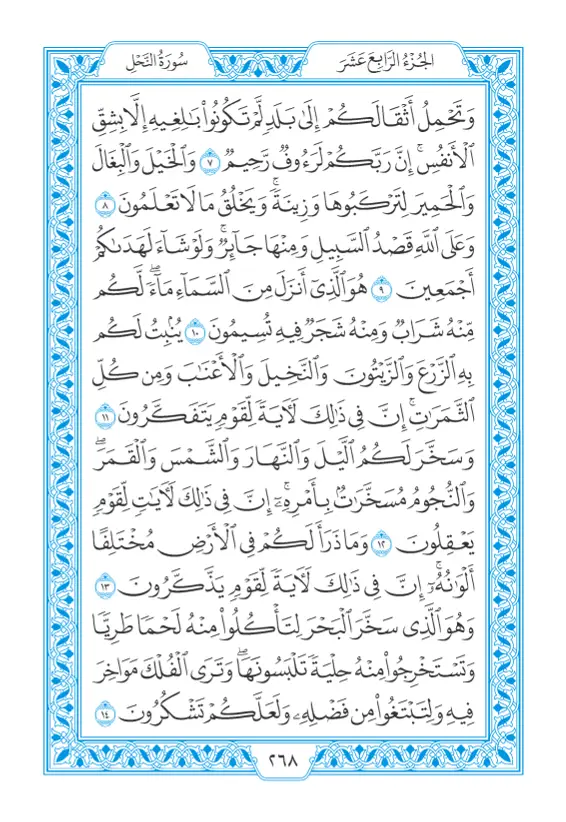 الجُزْءُ الرَّابِعَ عَشَرَ
سُورَةُ النَّحْلِ
وَتَحْمِلُ أَثْقَالَكُمْ إِلَىٰ بَلَدٍ لَّمْ تَكُونُوا۟ بَـٰلِغِيهِ إِلَّا بِشِقِّ
ٱلْأَنفُسِ ۚ إِنَّ رَبَّكُمْ لَرَءُوفٌ رَّحِيمٌ ٧ وَٱلْخَيْلَ وَٱلْبِغَالَ
وَٱلْحَمِيرَ لِتَرْكَبُوهَا وَزِينَةً ۚ وَيَخْلُقُ مَا لَا تَعْلَمُونَ ٨
وَعَلَى ٱللَّهِ قَصْدُ ٱلسَّبِيلِ وَمِنْهَا جَآئِرٌ ۚ وَلَوْ شَآءَ لَهَدَىٰكُمْ
أَجْمَعِينَ ٩ هُوَ ٱلَّذِىٓ أَنزَلَ مِنَ ٱلسَّمَآءِ مَآءً ۖ لَّكُم
مِّنْهُ شَرَابٌ وَمِنْهُ شَجَرٌ فِيهِ تُسِيمُونَ ١٠ يُنۢبِتُ لَكُم
بِهِ ٱلزَّرْعَ وَٱلزَّيْتُونَ وَٱلنَّخِيلَ وَٱلْأَعْنَـٰبَ وَمِن كُلِّ
ٱلثَّمَرَٰتِ ۗ إِنَّ فِى ذَٰلِكَ لَـَٔايَةً لِّقَوْمٍ يَتَفَكَّرُونَ ١١
وَسَخَّرَ لَكُمُ ٱلَّيْلَ وَٱلنَّهَارَ وَٱلشَّمْسَ وَٱلْقَمَرَ ۖ
وَٱلنُّجُومُ مُسَخَّرَٰتٌۢ بِأَمْرِهِۦٓ ۗ إِنَّ فِى ذَٰلِكَ لَـَٔايَـٰتٍ لِّقَوْمٍ
يَعْقِلُونَ ١٢ وَمَا ذَرَأَ لَكُمْ فِى ٱلْأَرْضِ مُخْتَلِفًا
أَلْوَٰنُهُۥٓ ۗ إِنَّ فِى ذَٰلِكَ لَـَٔايَةً لِّقَوْمٍ يَذَّكَّرُونَ ١٣
وَهُوَ ٱلَّذِى سَخَّرَ ٱلْبَحْرَ لِتَأْكُلُوا۟ مِنْهُ لَحْمًا طَرِيًّا
وَتَسْتَخْرِجُوا۟ مِنْهُ حِلْيَةً تَلْبَسُونَهَا ۖ وَتَرَى ٱلْفُلْكَ مَوَاخِرَ
فِيهِ وَلِتَبْتَغُوا۟ مِن فَضْلِهِۦ وَلَعَلَّكُمْ تَشْكُرُونَ ١٤
٢٦٨